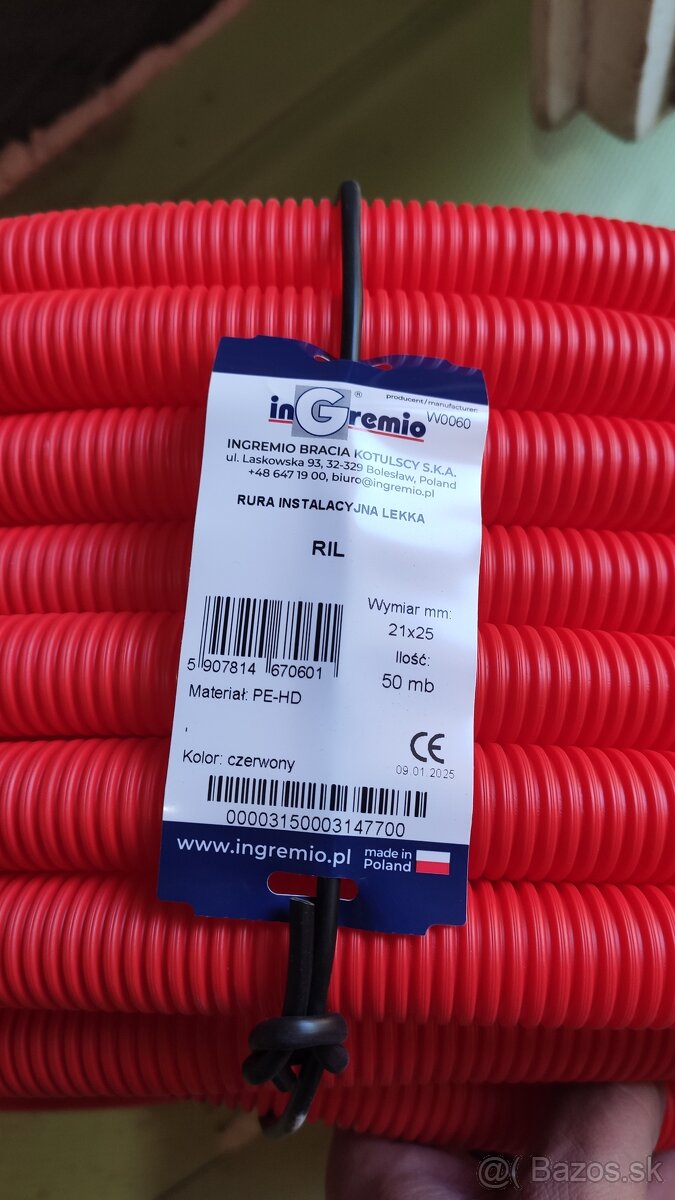 inGremio®
producent/manufacturer:
W0060
INGREMIO BRACIA KOTULSCY S.K.A.
ul. Laskowska 93, 32-329 Bolesław, Poland
+48 647 19 00, biuro@ingremio.pl
RURA INSTALACYJNA LEKKA
RIL
Wymiar mm:
21x25
Ilość:
50 mb
5 907814 670601
Materiał: PE-HD
,
Kolor: czerwony
CE
09.01.2025
00003150003147700
www.ingremio.pl
made in
Poland
@ Bazos.sk